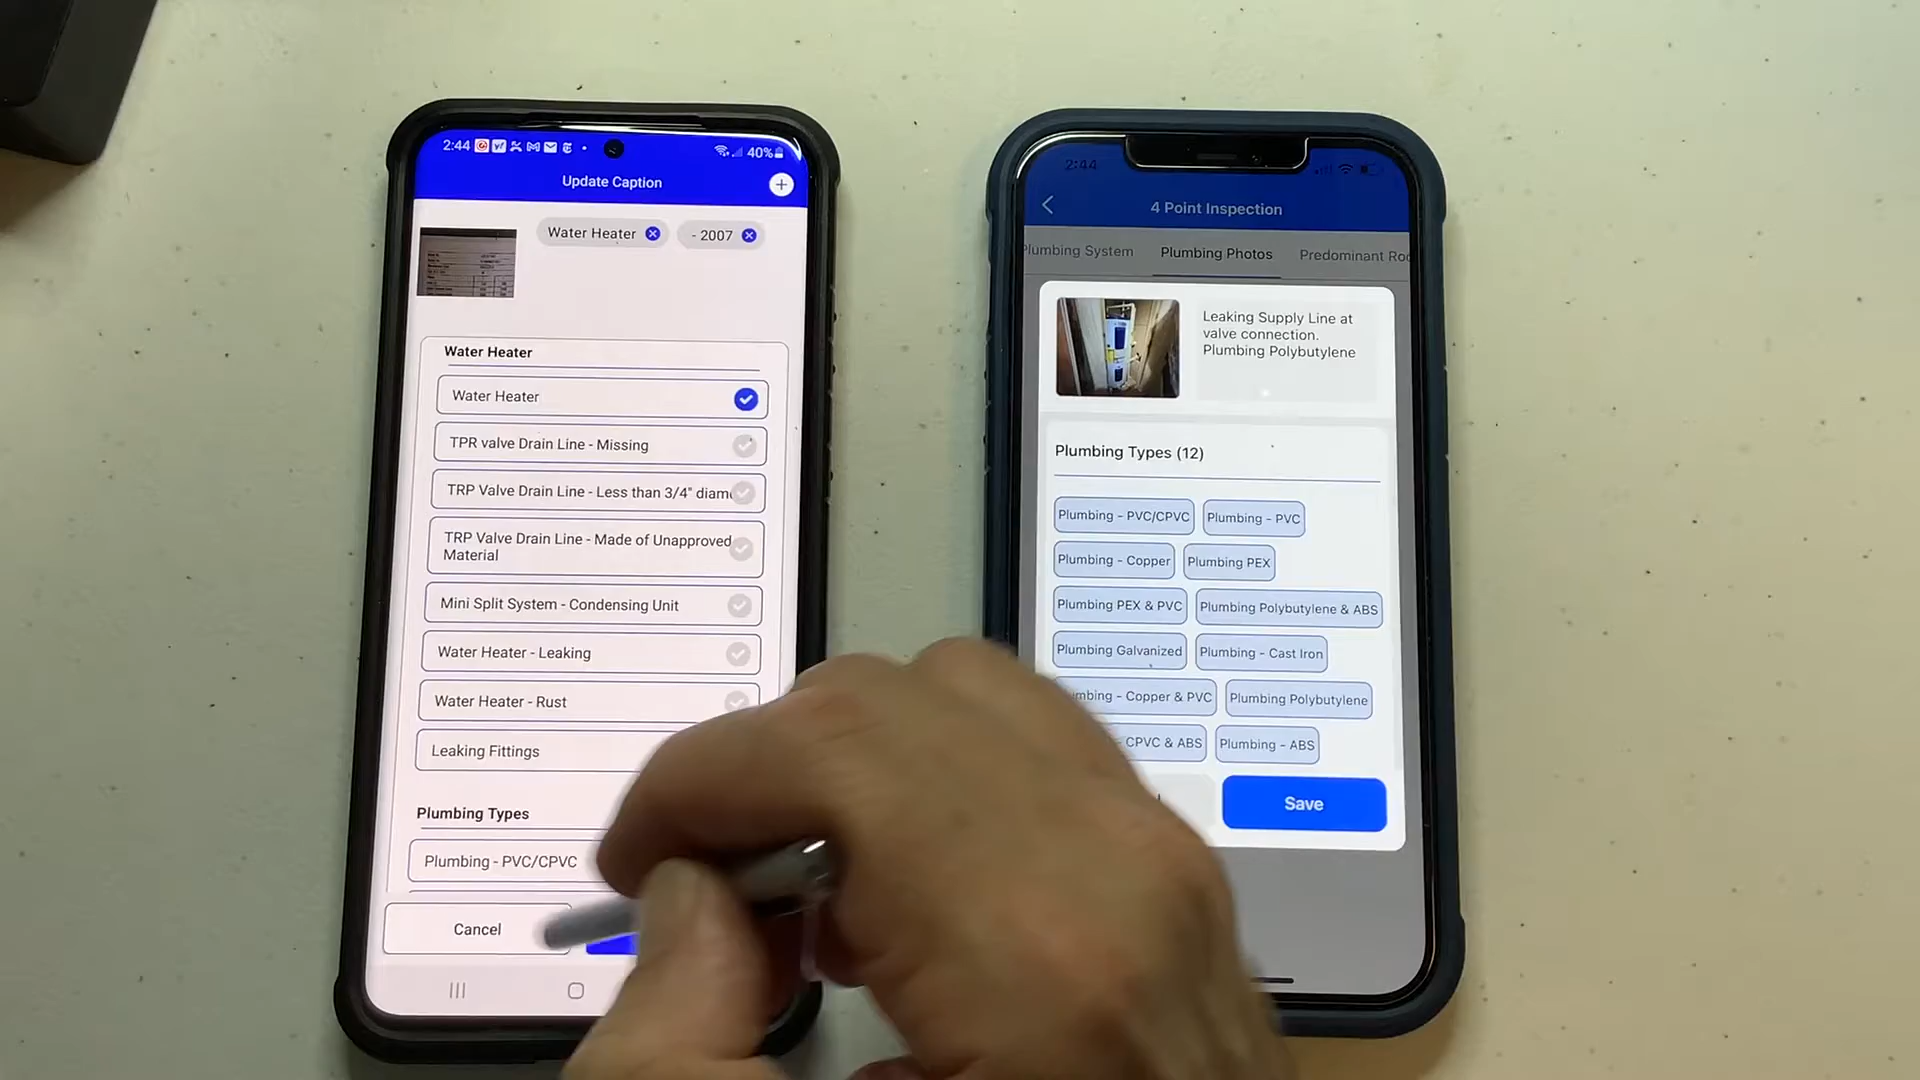 2:44
40%
Update Caption
Water Heater
- 2007
Water Heater
Water Heater
TPR valve Drain Line - Missing
TRP Valve Drain Line - Less than 3/4" diam
TRP Valve Drain Line - Made of Unapproved
Material
Mini Split System - Condensing Unit
Water Heater - Leaking
Water Heater - Rust
Leaking Fittings
Plumbing Types
Plumbing - PVC/CPVC
Cancel
2:44
4 Point Inspection
Plumbing System
Plumbing Photos
Predominant Roo
Leaking Supply Line at
valve connection.
Plumbing Polybutylene
Plumbing Types (12)
Plumbing - PVC/CPVC
Plumbing - PVC
Plumbing - Copper
Plumbing PEX
Plumbing PEX & PVC
Plumbing Polybutylene & ABS
Plumbing Galvanized
Plumbing - Cast Iron
mbing - Copper & PVC
Plumbing Polybutylene
CPVC & ABS
Plumbing - ABS
Save